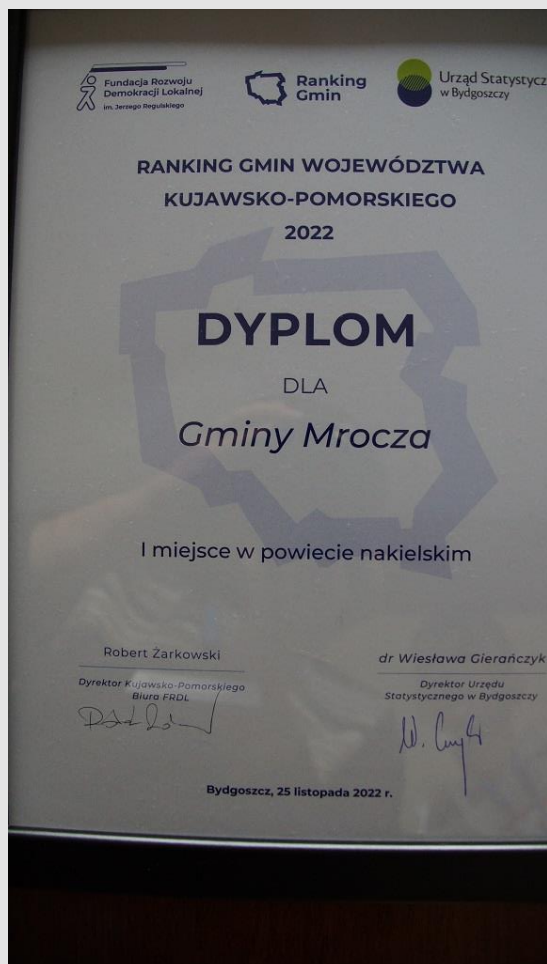 Fundacja Rozwoju
Demokracji Lokalnej
im. Jerzego Regulskiego
Ranking
Gmin
Urząd Statystycz
w Bydgoszczy
RANKING GMIN WOJEWÓDZTWA
KUJAWSKO-POMORSKIEGO
2022
DYPLOM
DLA
Gminy Mrocza
I miejsce w powiecie nakielskim
Robert Żarkowski
Dyrektor Kujawsko-Pomorskiego
Biura FRDL
dr Wiesława Gierańczyk
Dyrektor Urzędu
Statystycznego w Bydgoszczy
Bydgoszcz, 25 listopada 2022 r.